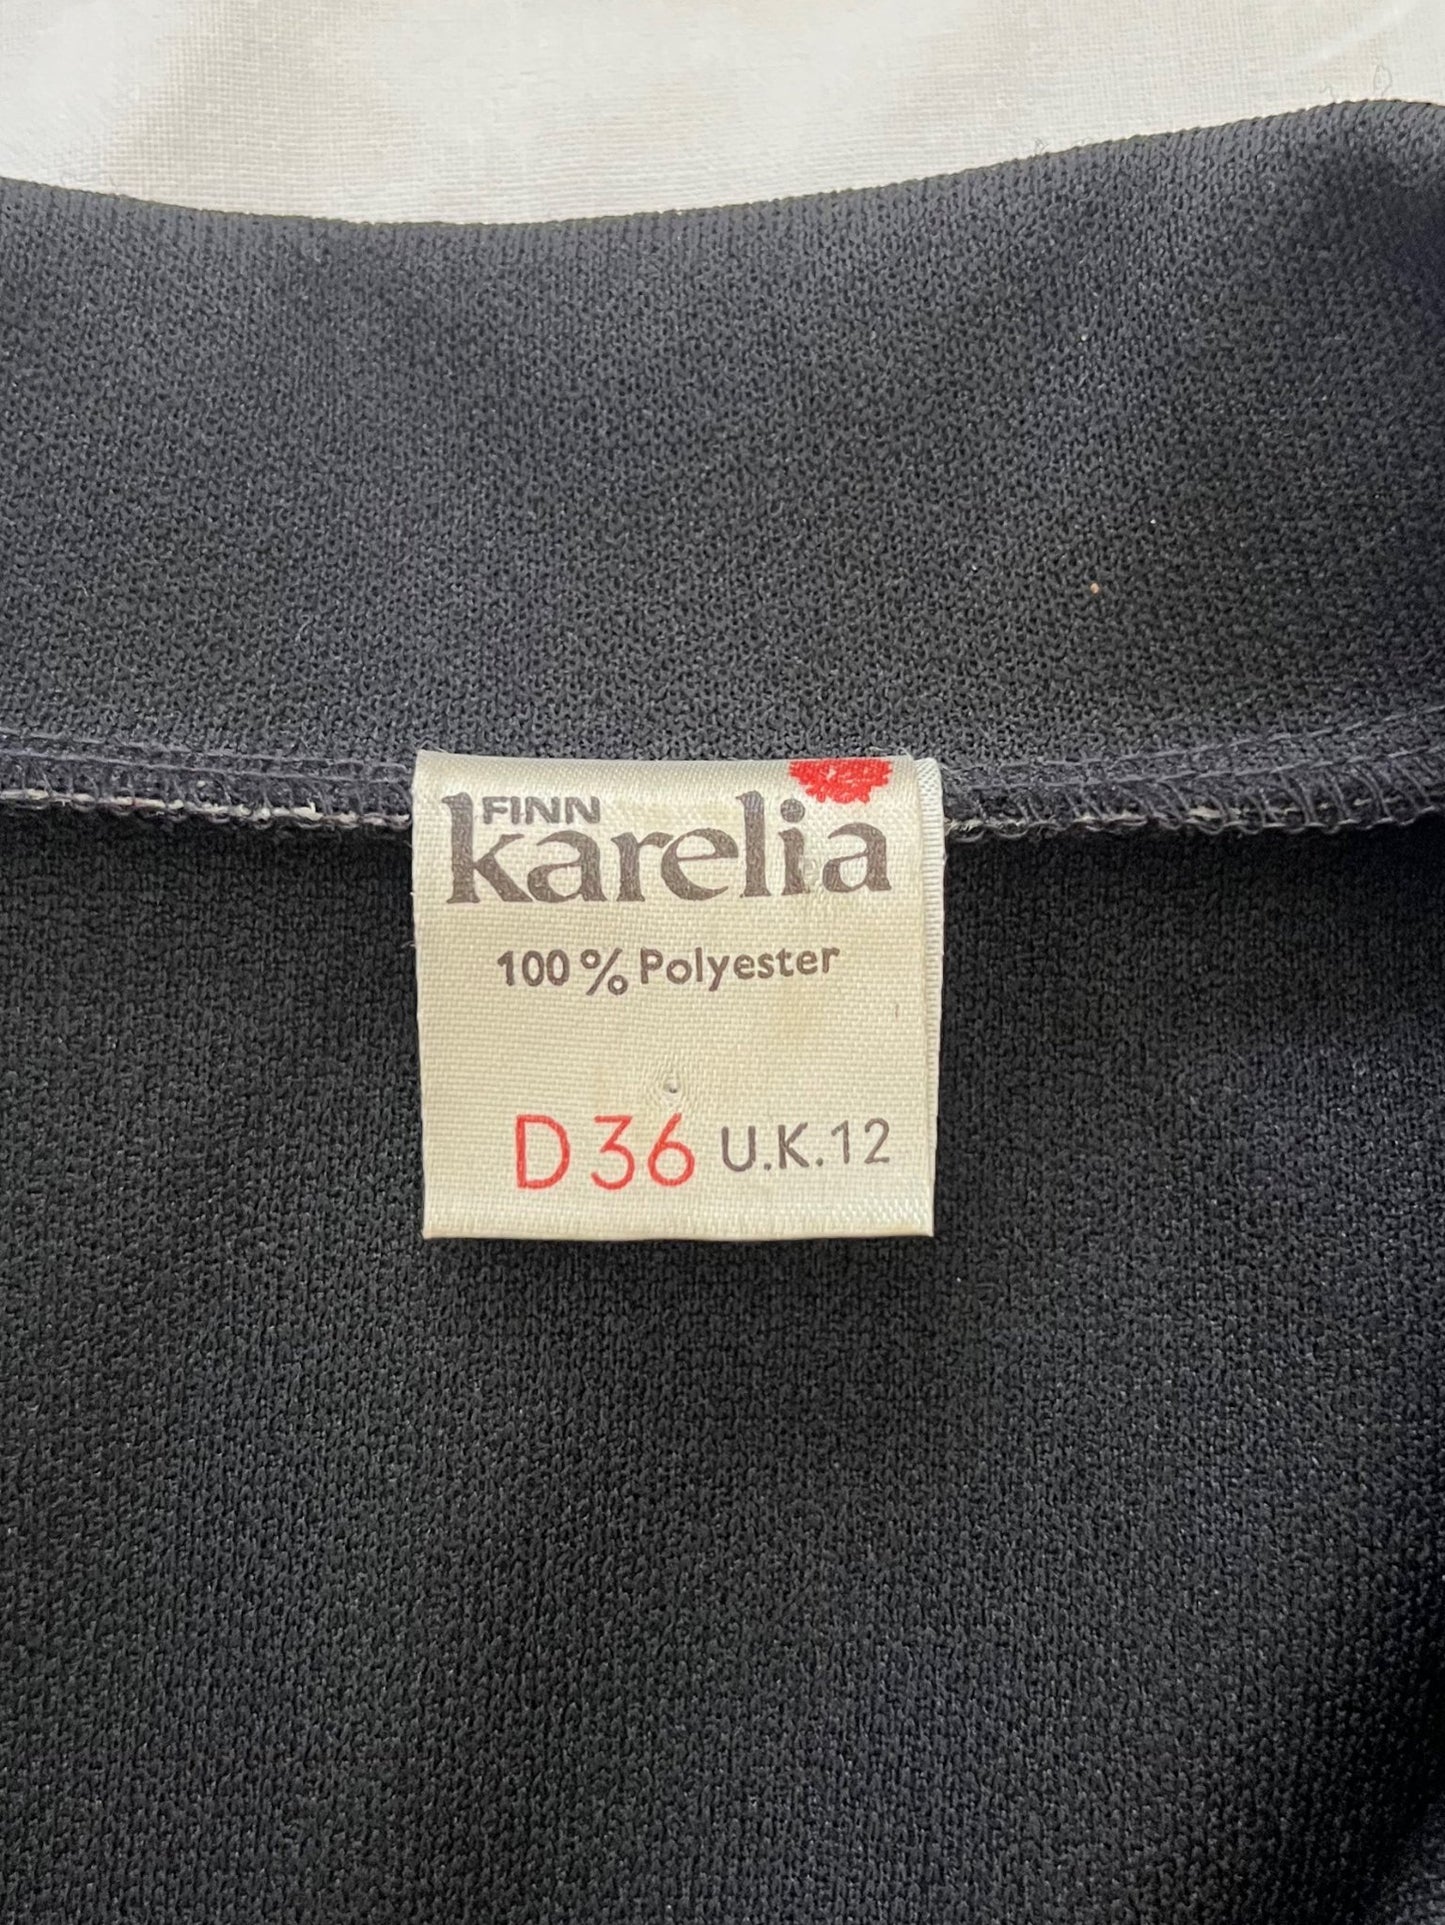 FINN
karelia
100% Polyester
D36 U.K.12